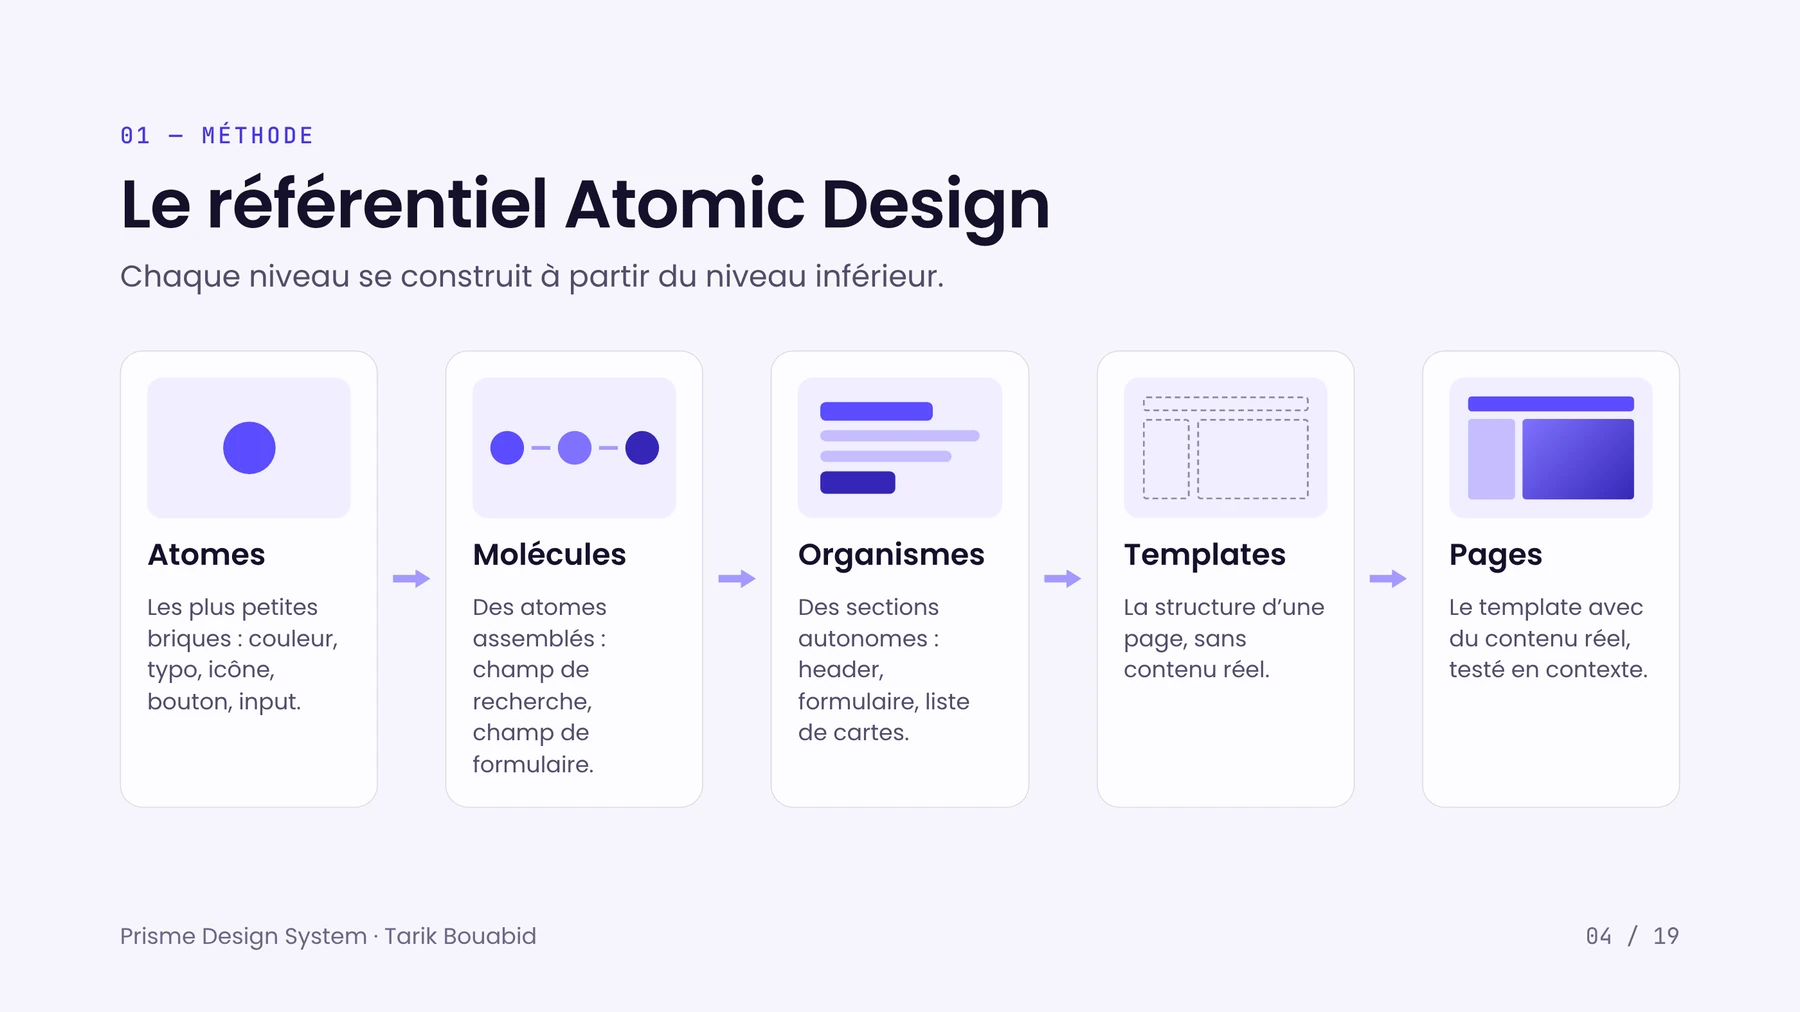 01 — MÉTHODE
Le référentiel Atomic Design
Chaque niveau se construit à partir du niveau inférieur.
Atomes
Les plus petites
briques : couleur,
typo, icône,
bouton, input.
Molécules
Des atomes
assemblés :
champ de
recherche,
champ de
formulaire.
Organismes
Des sections
autonomes :
header,
formulaire, liste
de cartes.
Templates
La structure d’une
page, sans
contenu réel.
Pages
Le template avec
du contenu réel,
testé en contexte.
Prisme Design System · Tarik Bouabid
04 / 19